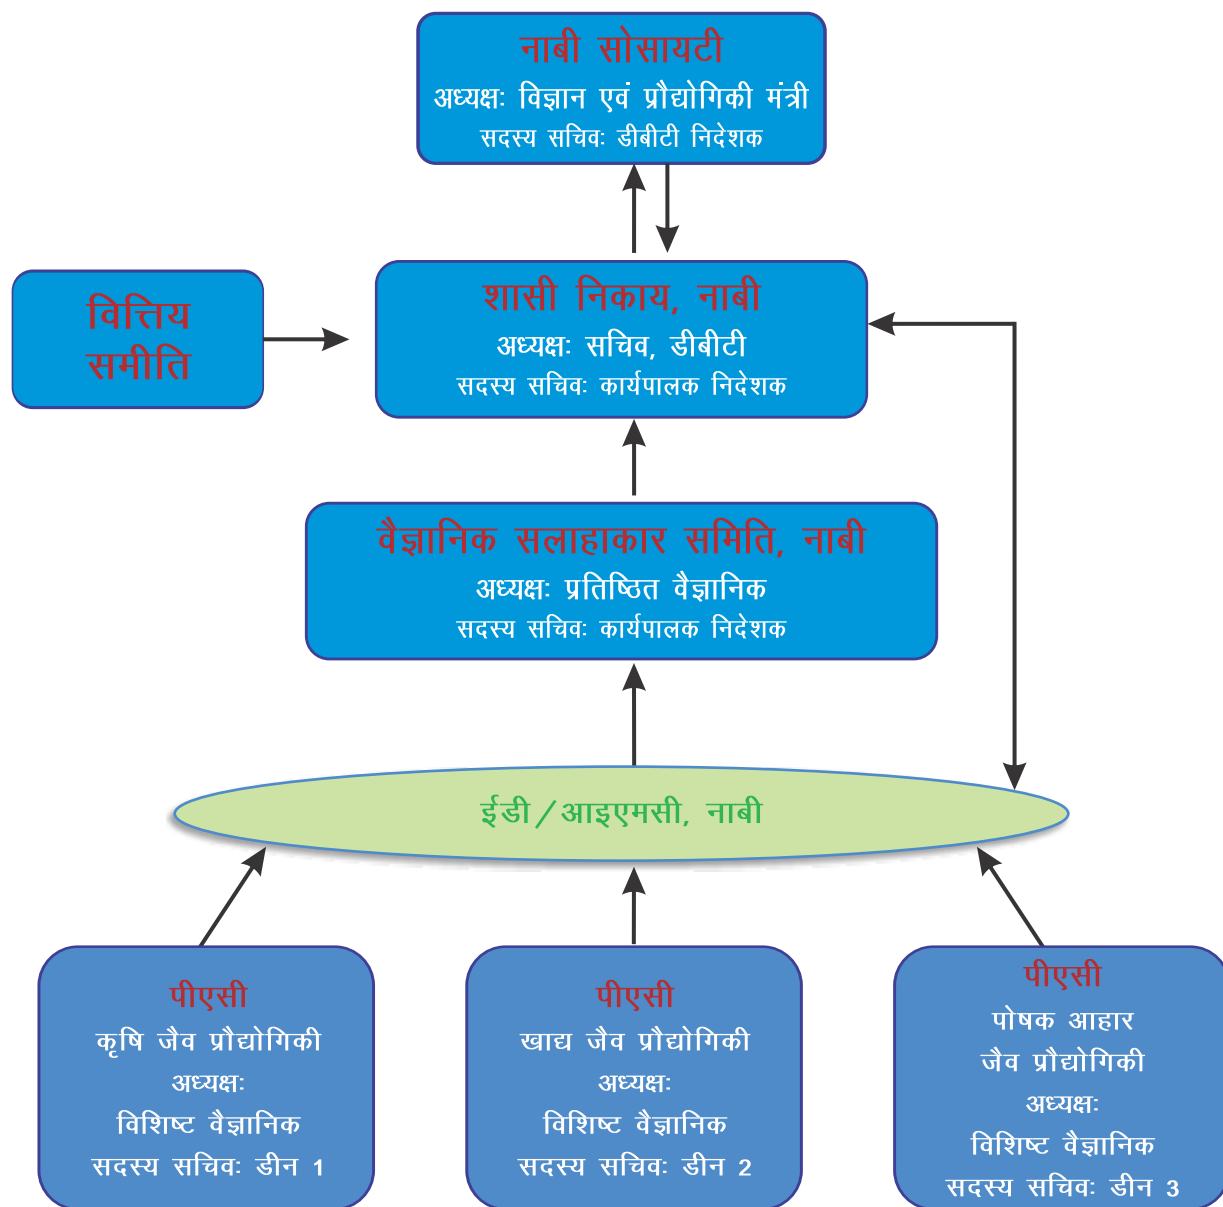 नाबी सोसायटी
अध्यक्षः विज्ञान एवं प्रौद्योगिकी मंत्री
सदस्य सचिवः डीबीटी निदेशक
वित्तिय
समीति
शासी निकाय, नाबी
अध्यक्षः सचिव, डीबीटी
सदस्य सचिवः कार्यपालक निदेशक
वैज्ञानिक सलाहाकार समिति, नाबी
अध्यक्षः प्रतिष्ठित वैज्ञानिक
सदस्य सचिवः कार्यपालक निदेशक
ईडी/आइएमसी, नाबी
पीएसी
कृषि जैव प्रौद्योगिकी
अध्यक्षः
विशिष्ट वैज्ञानिक
सदस्य सचिवः डीन 1
पीएसी
खाद्य जैव प्रौद्योगिकी
अध्यक्षः
विशिष्ट वैज्ञानिक
सदस्य सचिवः डीन 2
पीएसी
पोषक आहार
जैव प्रौद्योगिकी
अध्यक्षः
विशिष्ट वैज्ञानिक
सदस्य सचिवः डीन 3